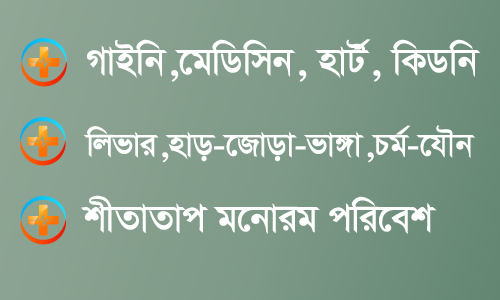 গাইনি,মেডিসিন, হার্ট, কিডনি
লিভার,হাড়-জোড়া-ভাঙ্গা,চর্ম-যৌন
শীতাতাপ মনোরম পরিবেশ